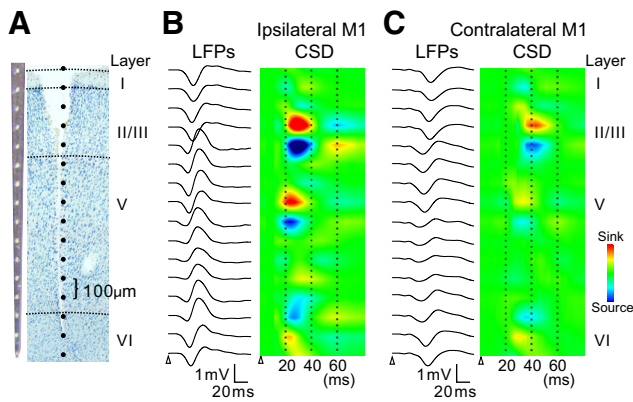 A
B
C
Ipsilateral M1
Contralateral M1
Layer
LFPs
CSD
LFPs
CSD
Layer
I
I
II/III
II/III
V
V
100µm
Sink
Source
VI
VI
20 40 60
(ms)
1mV
20ms
20 40 60
(ms)
1mV
20ms